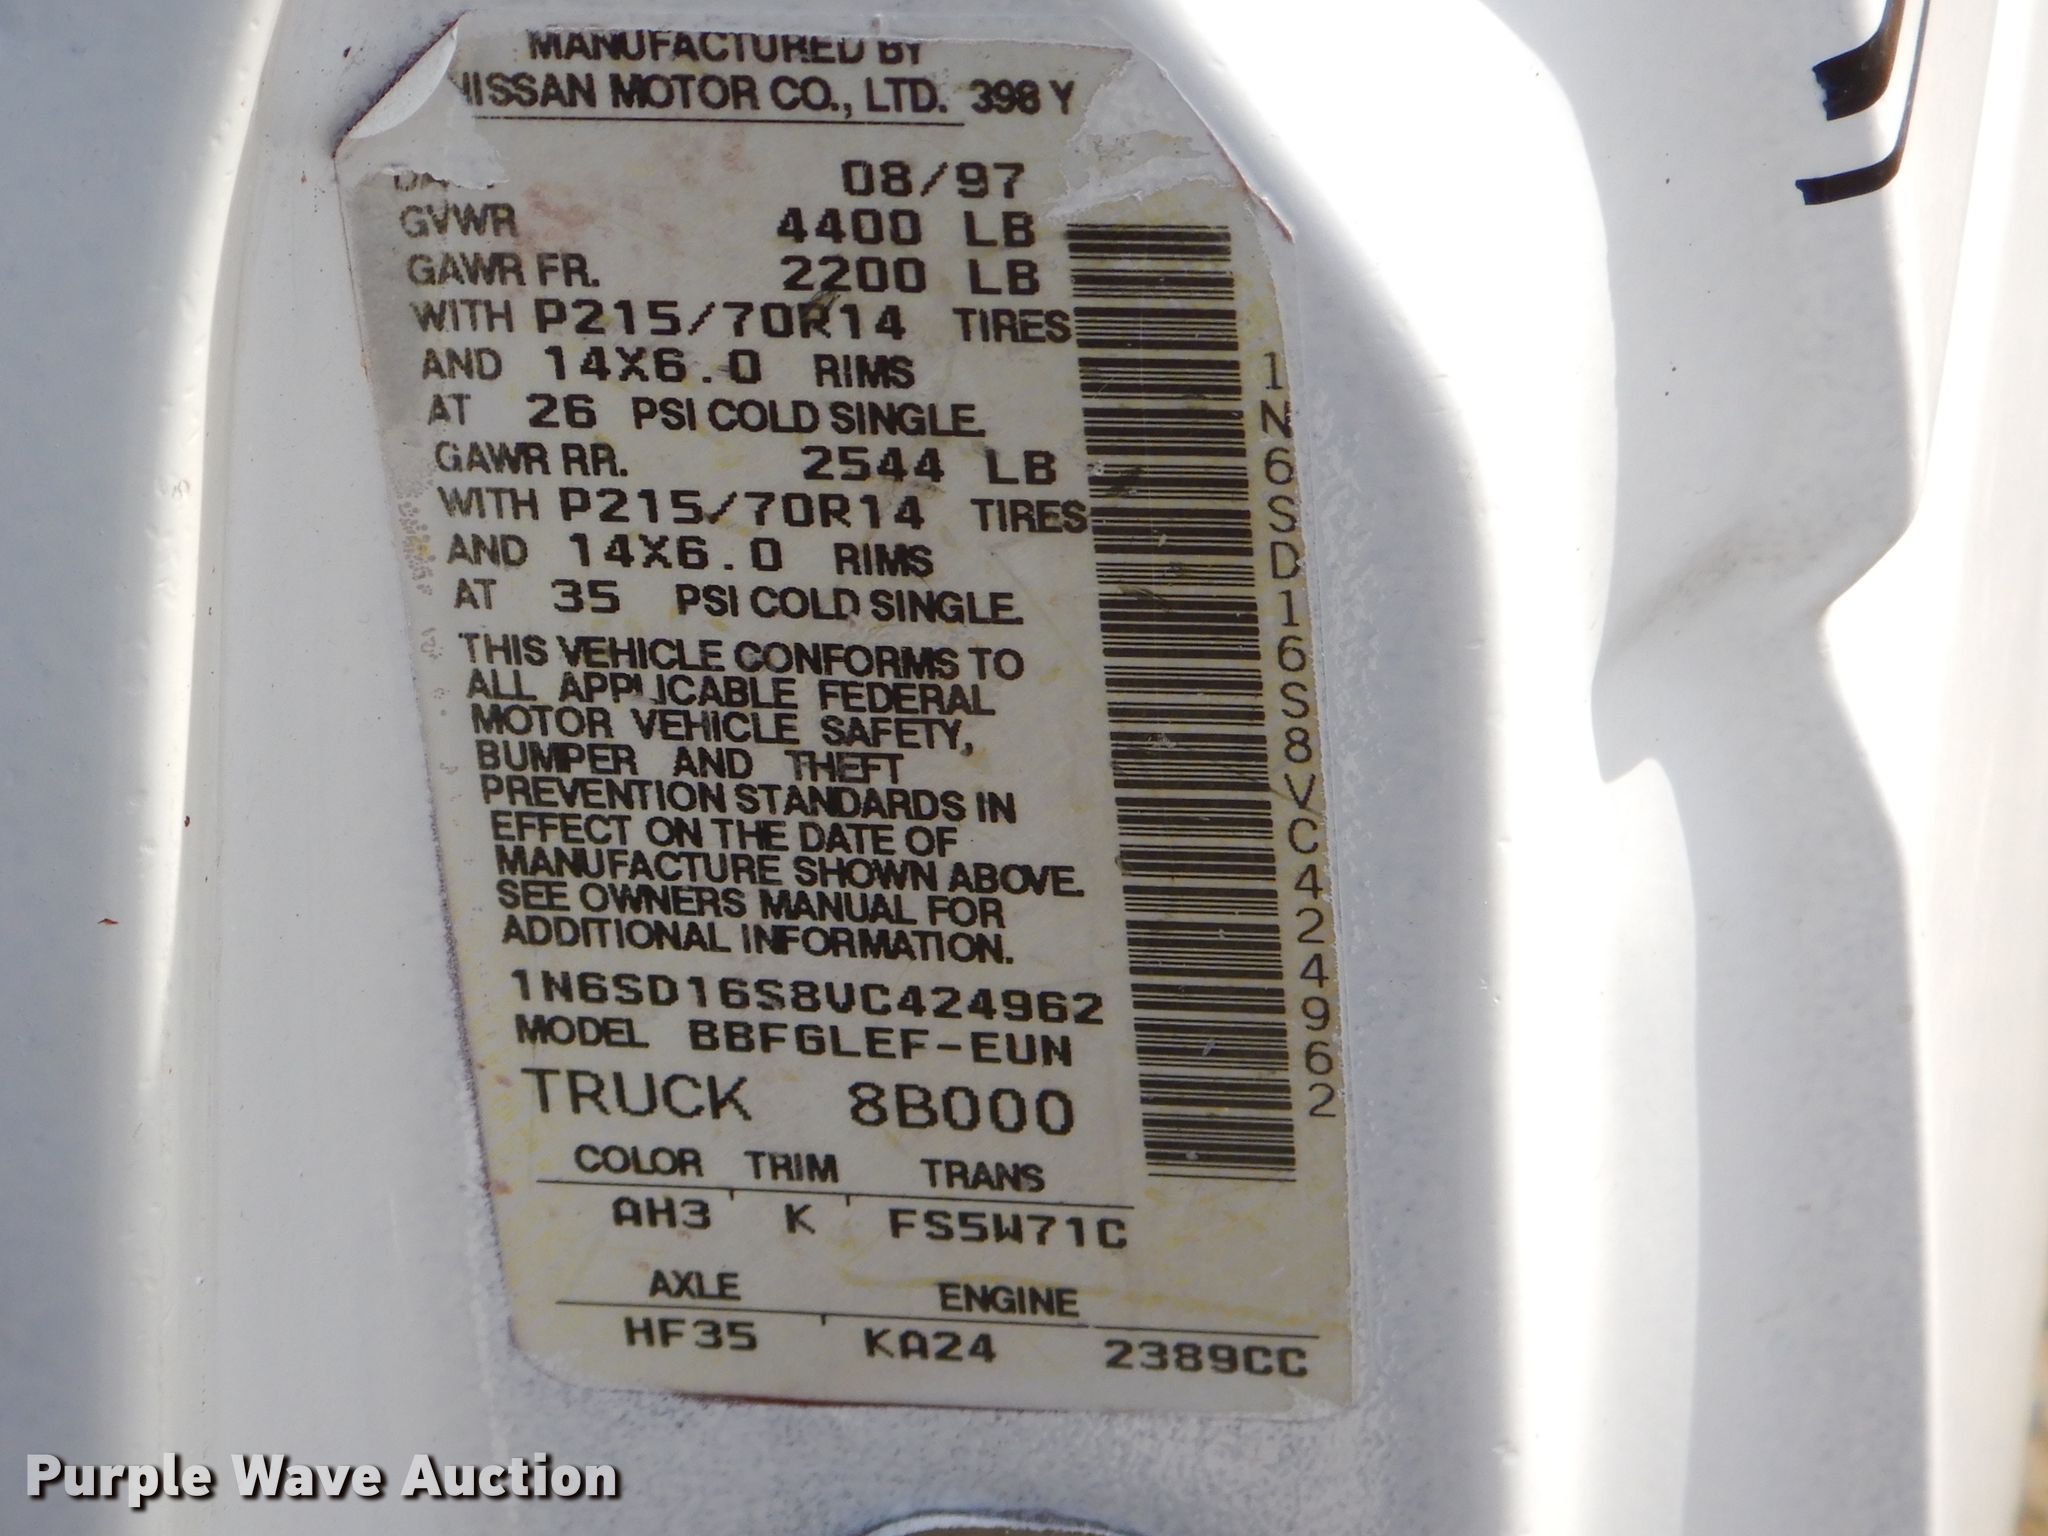 MANUFACTURED BY
NISSAN MOTOR CO., LTD. 398Y
DATE 08/97
GVWR 4400 LB
GAWR FR. 2200 LB
WITH P215/70R14 TIRES
AND 14X6.0 RIMS
AT 26 PSI COLD SINGLE.
GAWR RR. 2544 LB
WITH P215/70R14 TIRES
AND 14X6.0 RIMS
AT 35 PSI COLD SINGLE.
THIS VEHICLE CONFORMS TO
ALL APPLICABLE FEDERAL
MOTOR VEHICLE SAFETY,
BUMPER AND THEFT
PREVENTION STANDARDS IN
EFFECT ON THE DATE OF
MANUFACTURE SHOWN ABOVE.
SEE OWNERS MANUAL FOR
ADDITIONAL INFORMATION.
1N6SD16S8VC424962
MODEL BBFGLEF-EUN
TRUCK 8B000
COLOR TRIM TRANS
AH3 K FS5W71C
AXLE ENGINE
HF35 KA24 2389CC
1N6SD16S8VC424962
Purple Wave Auction